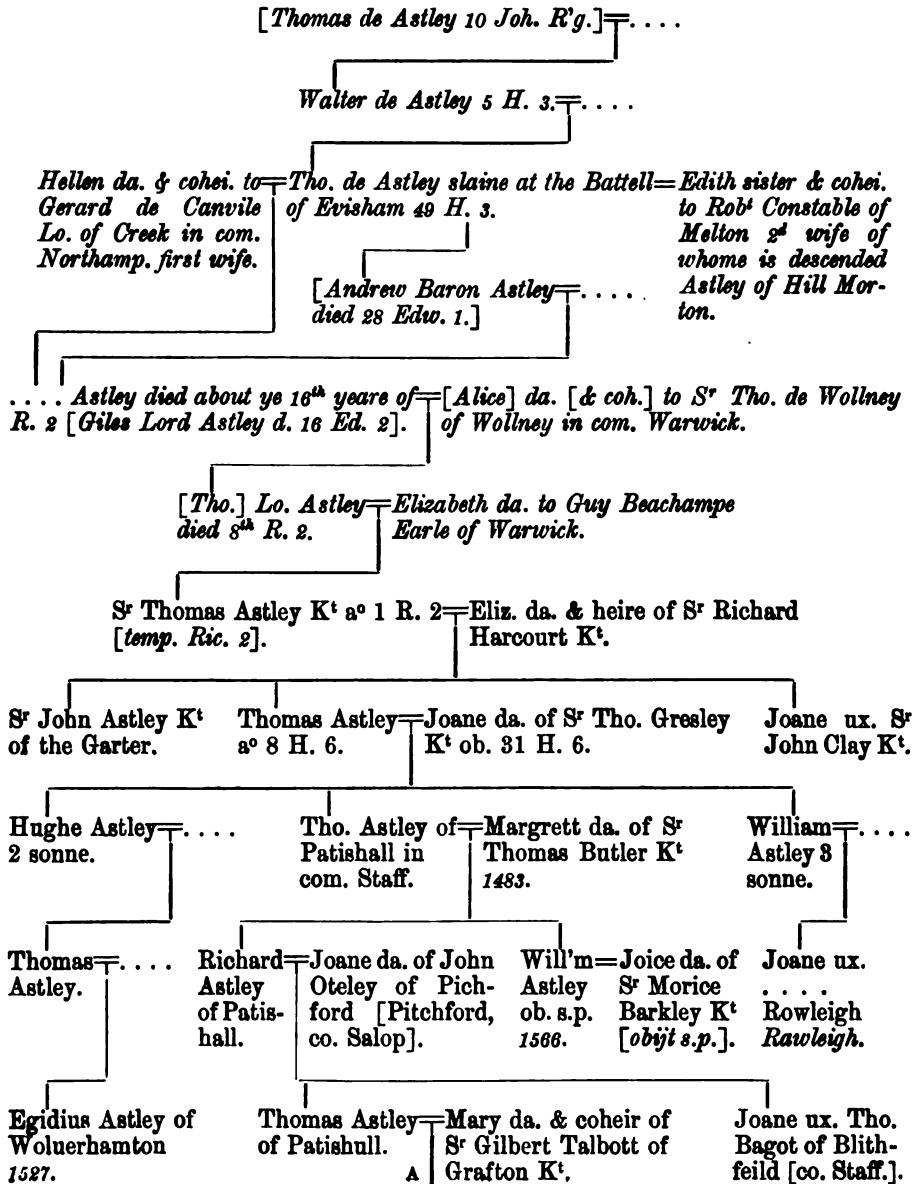 [Thomas de Astley 10 Joh. R'g.]=. . . .
Walter de Astley 5 H. 3.=. . . .
Hellen da. & cohei. to
Gerard de Canvile
Lo. of Creek in com.
Northamp. first wife.
=Tho. de Astley slaine at the Battell=
of Evisham 49 H. 3.
Edith sister & cohei.
to Robt Constable of
Melton 2d wife of
whome is descended
Astley of Hill Mor-
ton.
[Andrew Baron Astley=. . . .
died 28 Edw. 1.]
. . . . Astley died about ye 16th yeare of=
R. 2 [Giles Lord Astley d. 16 Ed. 2].
[Alice] da. [& coh.] to Sr Tho. de Wollney
of Wollney in com. Warwick.
[Tho.] Lo. Astley=
died 8th R. 2.
Elizabeth da. to Guy Beachampe
Earle of Warwick.
Sr Thomas Astley Kt ao 1 R. 2=
[temp. Ric. 2].
Eliz. da. & heire of Sr Richard
Harcourt Kt.
Sr John Astley Kt
of the Garter.
Thomas Astley=
ao 8 H. 6.
Joane da. of Sr Tho. Gresley
Kt ob. 31 H. 6.
Joane ux. Sr
John Clay Kt.
Hughe Astley=. . . .
2 sonne.
Tho. Astley of=
Patishall in
com. Staff.
Margrett da. of Sr
Thomas Butler Kt
1483.
William=. . . .
Astley 3
sonne.
Thomas=. . . .
Astley.
Richard=
Astley
of Patis-
hall.
Joane da. of John
Oteley of Pich-
ford [Pitchford,
co. Salop].
Will'm=
Astley
ob. s.p.
1566.
Joice da. of
Sr Morice
Barkley Kt
[obijt s.p.].
Joane ux.
. . . .
Rowleigh
Rawleigh.
Egidius Astley of
Woluerhamton
1527.
Thomas Astley=
of Patishull.
A
Mary da. & coheir of
Sr Gilbert Talbott of
Grafton Kt.
Joane ux. Tho.
Bagot of Blith-
feild [co. Staff.].